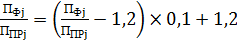 Пфj/ППРj = (Пфj/ППРj − 1,2) × 0,1 + 1,2